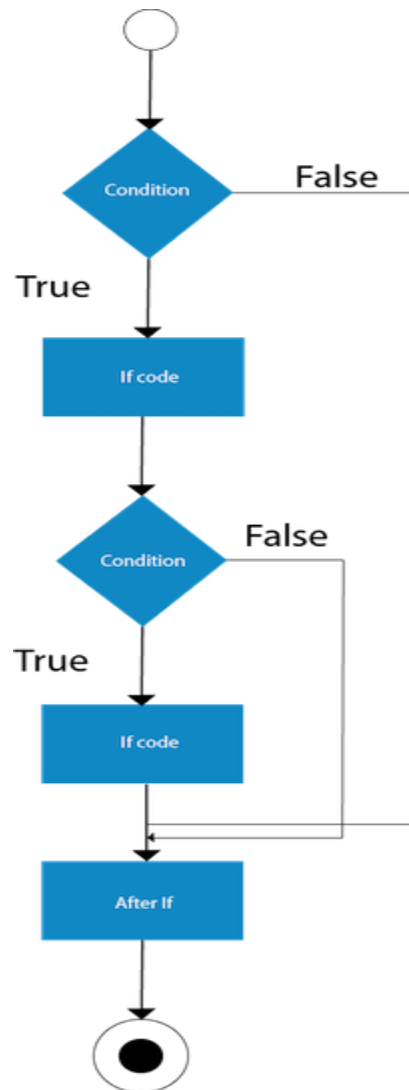 Condition
False
True
If code
Condition
False
True
If code
After If